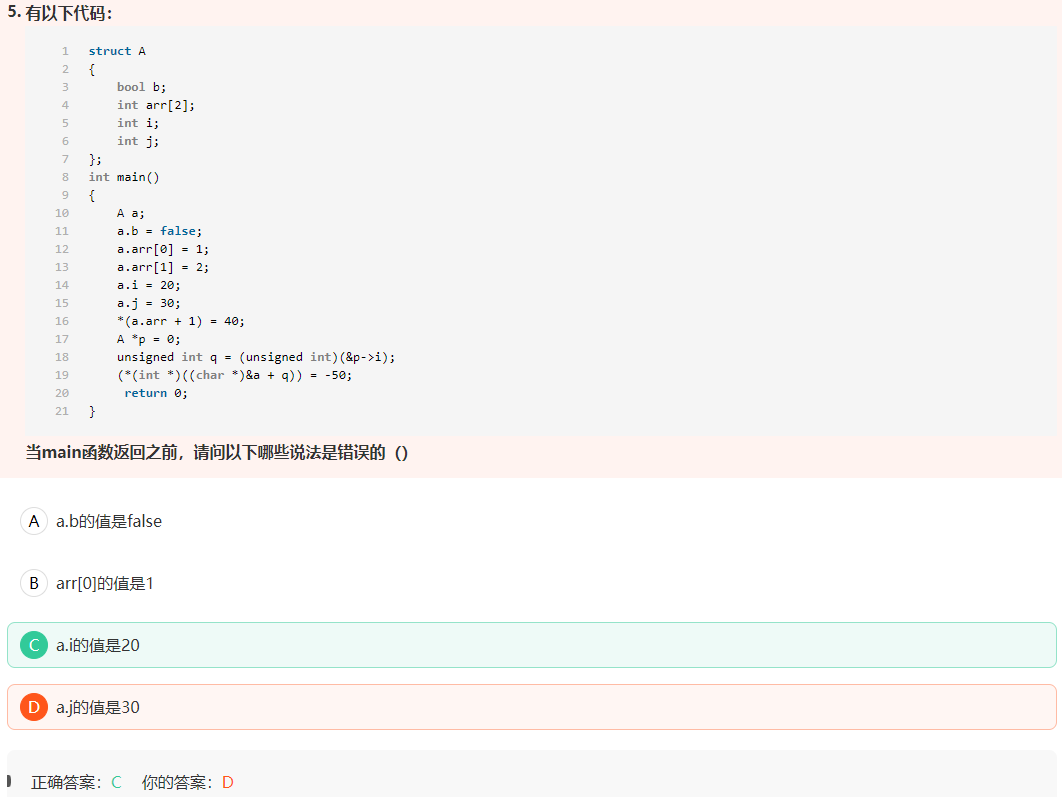 5. 有以下代码：
1 struct A
2 {
3     bool b;
4     int arr[2];
5     int i;
6     int j;
7 };
8 int main()
9 {
10     A a;
11     a.b = false;
12     a.arr[0] = 1;
13     a.arr[1] = 2;
14     a.i = 20;
15     a.j = 30;
16     *(a.arr + 1) = 40;
17     A *p = 0;
18     unsigned int q = (unsigned int)(&p->i);
19     (*(int *)((char *)&a + q)) = -50;
20      return 0;
21 }
当main函数返回之前，请问以下哪些说法是错误的（）
A a.b的值是false
B arr[0]的值是1
C a.i的值是20
D a.j的值是30
正确答案：C 你的答案：D